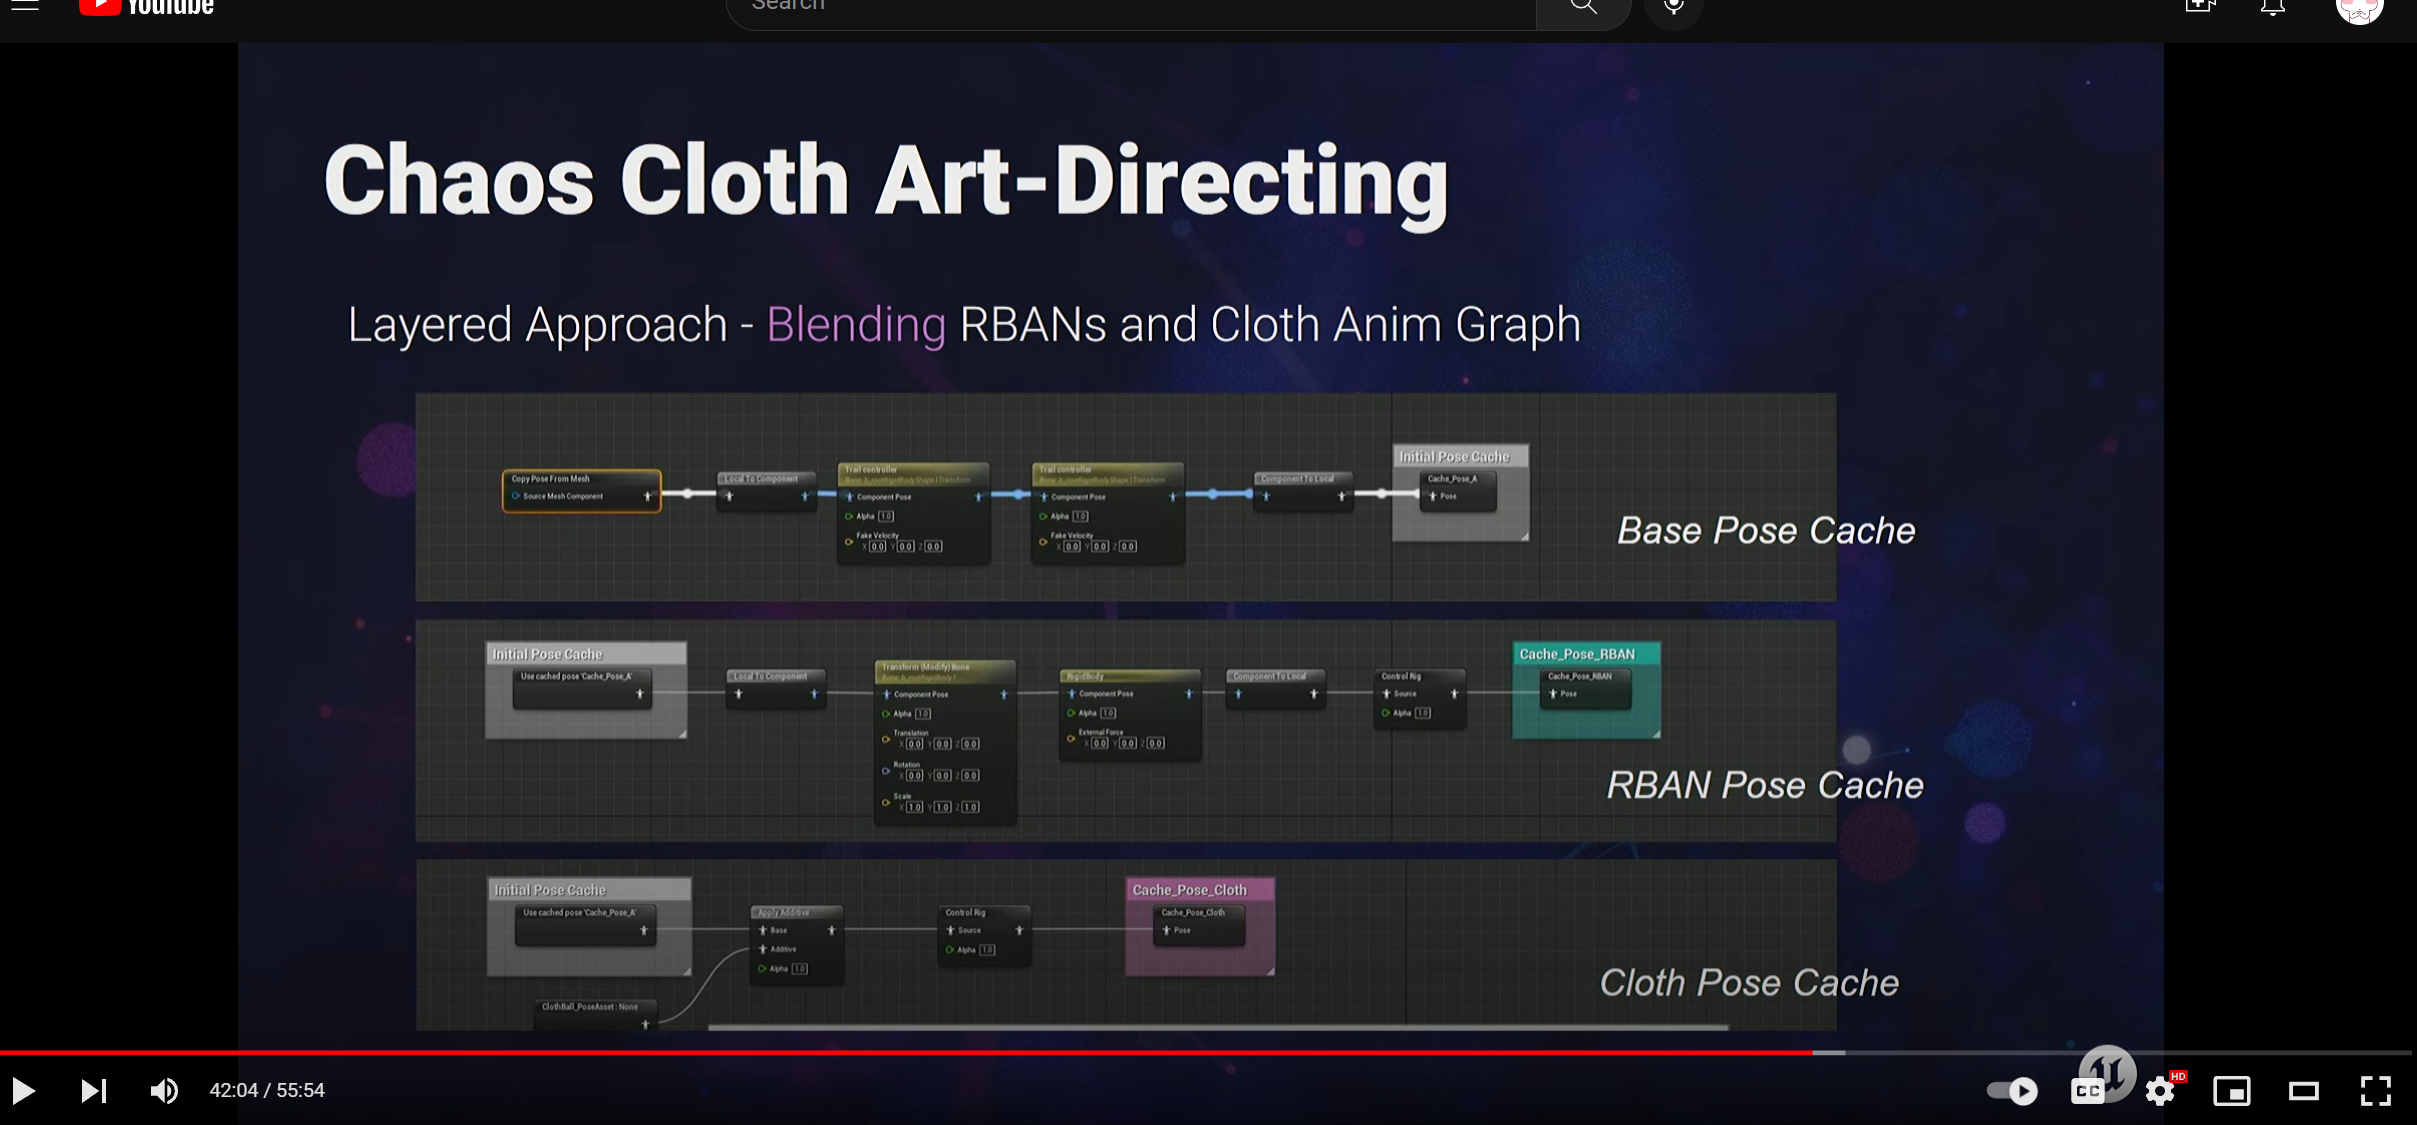 YouTube
Search
Chaos Cloth Art-Directing
Layered Approach - Blending RBANs and Cloth Anim Graph
Copy Pose From Mesh
Source Mesh Component
Local To Component
Trail controller
Bone: b_rootRigidBodyShape1Transform
Component Pose
Alpha 1.0
Fake Velocity
X 0.0 Y 0.0 Z 0.0
Trail controller
Bone: b_rootRigidBodyShape1Transform
Component Pose
Alpha 1.0
Fake Velocity
X 0.0 Y 0.0 Z 0.0
Component To Local
Initial Pose Cache
Cache_Pose_A
Pose
Base Pose Cache
Initial Pose Cache
Use cached pose 'Cache_Pose_A'
Local To Component
Transform (Modify) Bone
Component Pose
Alpha 1.0
Translation
X 0.0 Y 0.0 Z 0.0
Rotation
X 0.0 Y 0.0 Z 0.0
Scale
X 1.0 Y 1.0 Z 1.0
RigidBody
Component Pose
Alpha 1.0
External Force
X 0.0 Y 0.0 Z 0.0
Component To Local
Control Rig
Source
Alpha 1.0
Cache_Pose_RBAN
Cache_Pose_RBAN
Pose
RBAN Pose Cache
Initial Pose Cache
Use cached pose 'Cache_Pose_A'
ClothBall_PoseAsset : None
Apply Additive
Base
Additive
Alpha 1.0
Control Rig
Source
Alpha 1.0
Cache_Pose_Cloth
Cache_Pose_Cloth
Pose
Cloth Pose Cache
42:04 / 55:54
CC
HD